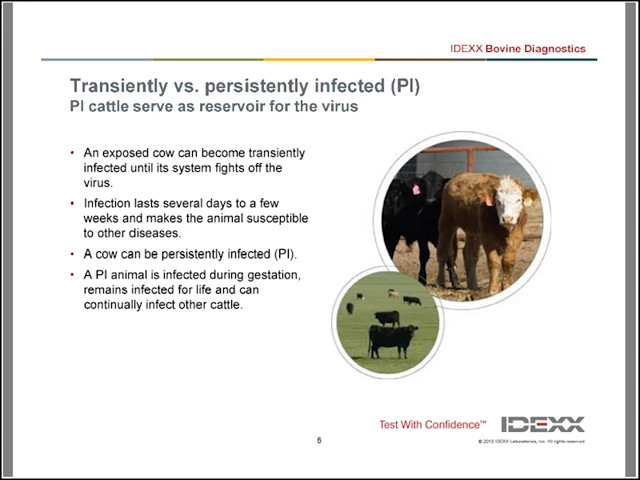 IDEXX Bovine Diagnostics
Transiently vs. persistently infected (PI)
PI cattle serve as reservoir for the virus
• An exposed cow can become transiently
infected until its system fights off the
virus.
• Infection lasts several days to a few
weeks and makes the animal susceptible
to other diseases.
• A cow can be persistently infected (PI).
• A PI animal is infected during gestation,
remains infected for life and can
continually infect other cattle.
Test With Confidence™ IDEXX
6
© 2013 IDEXX Laboratories, Inc. All rights reserved.